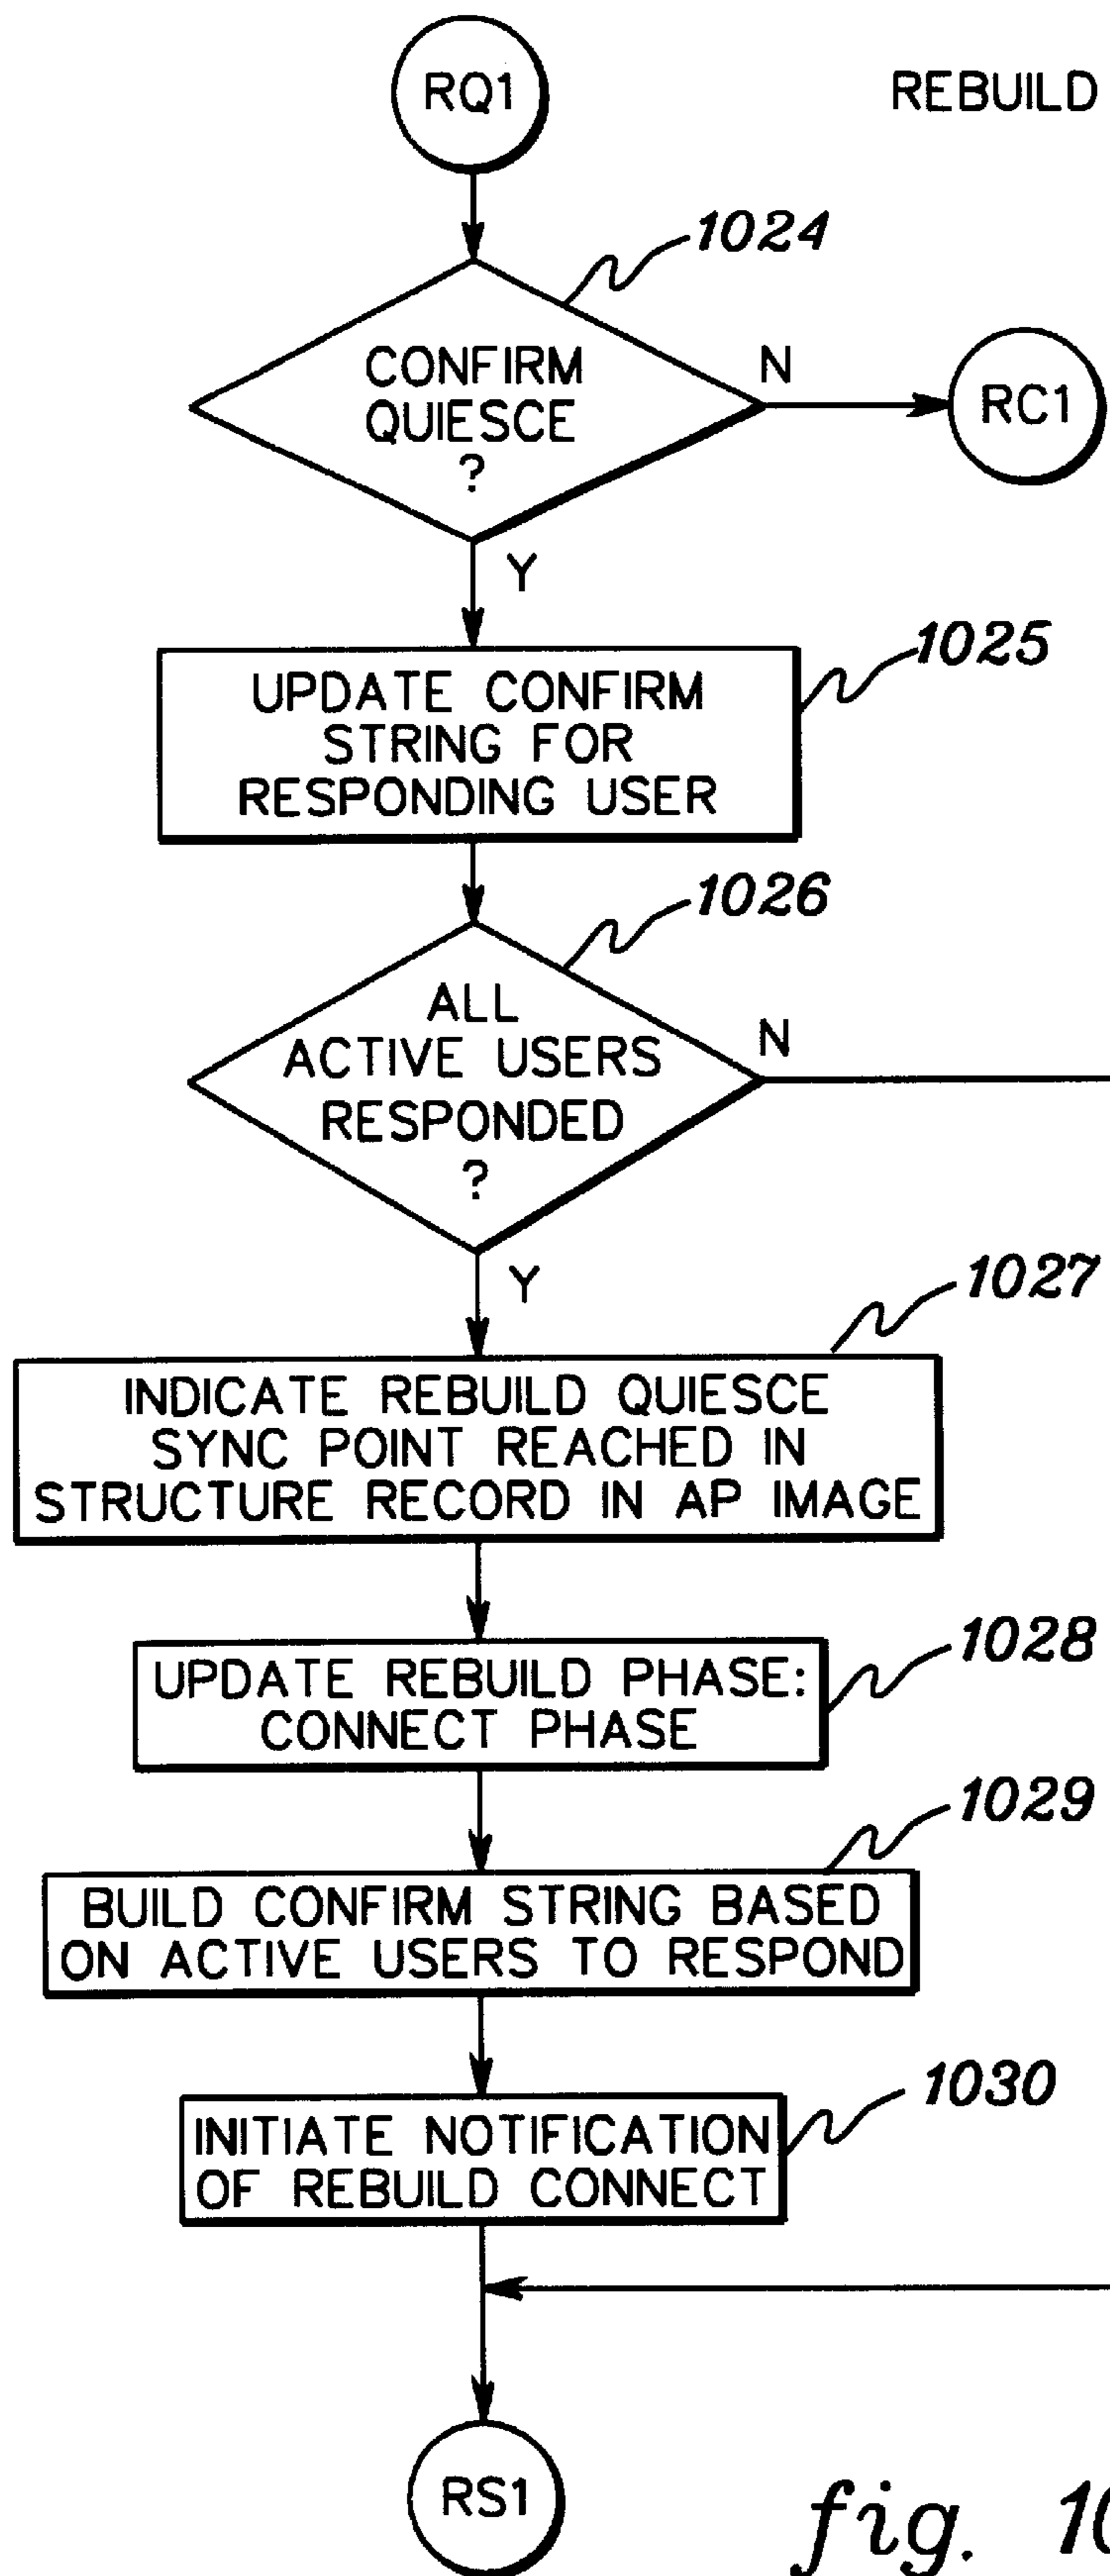 RQ1
REBUILD
1024
CONFIRM
QUIESCE
?
N
RC1
Y
1025
UPDATE CONFIRM
STRING FOR
RESPONDING USER
1026
ALL
ACTIVE USERS
RESPONDED
?
N
Y
1027
INDICATE REBUILD QUIESCE
SYNC POINT REACHED IN
STRUCTURE RECORD IN AP IMAGE
1028
UPDATE REBUILD PHASE:
CONNECT PHASE
1029
BUILD CONFIRM STRING BASED
ON ACTIVE USERS TO RESPOND
1030
INITIATE NOTIFICATION
OF REBUILD CONNECT
RS1
fig. 10